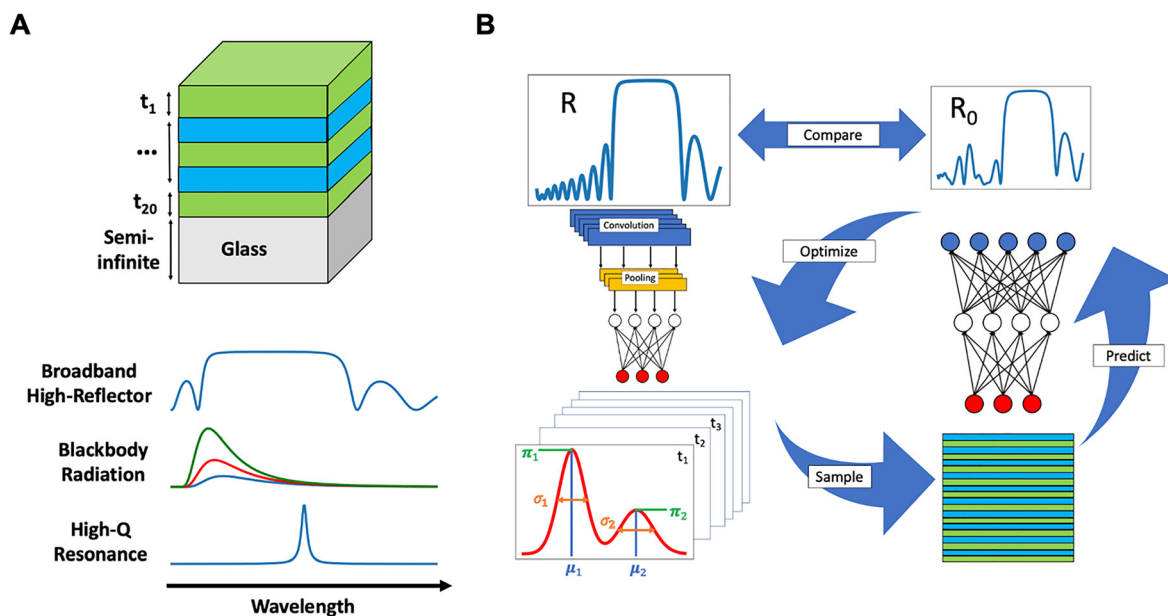 A
t1
...
t20
Semi-
infinite
Glass
Broadband
High-Reflector
Blackbody
Radiation
High-Q
Resonance
Wavelength
B
R
Compare
R0
Convolution
Pooling
Optimize
Predict
t3
t2
t1
π1
σ1
σ2
π2
μ1
μ2
Sample